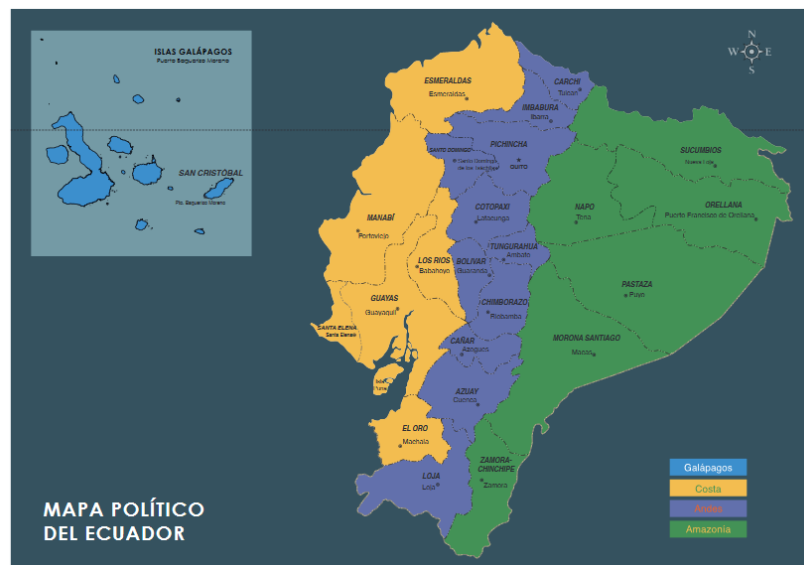 ISLAS GALÁPAGOS
Puerto Baquerizo Moreno
SAN CRISTÓBAL
Pto. Baquerizo Moreno
N
W E
S
ESMERALDAS
Esmeraldas
CARCHI
Tulcán
IMBABURA
Ibarra
SANTO DOMINGO
Santo Domingo
de los Tsáchilas
PICHINCHA
QUITO
SUCUMBIOS
Nueva Loja
COTOPAXI
Latacunga
NAPO
Tena
ORELLANA
Puerto Francisco de Orellana
MANABÍ
Portoviejo
LOS RIOS
Babahoyo
BOLIVAR
Guaranda
TUNGURAHUA
Ambato
PASTAZA
Puyo
GUAYAS
Guayaquil
CHIMBORAZO
Riobamba
SANTA ELENA
Santa Elena
MORONA SANTIAGO
Macas
CAÑAR
Azogues
Isla
Puná
AZUAY
Cuenca
EL ORO
Machala
LOJA
Loja
ZAMORA-
CHINCHIPE
Zamora
Galápagos
Costa
Andes
Amazonía
MAPA POLÍTICO
DEL ECUADOR